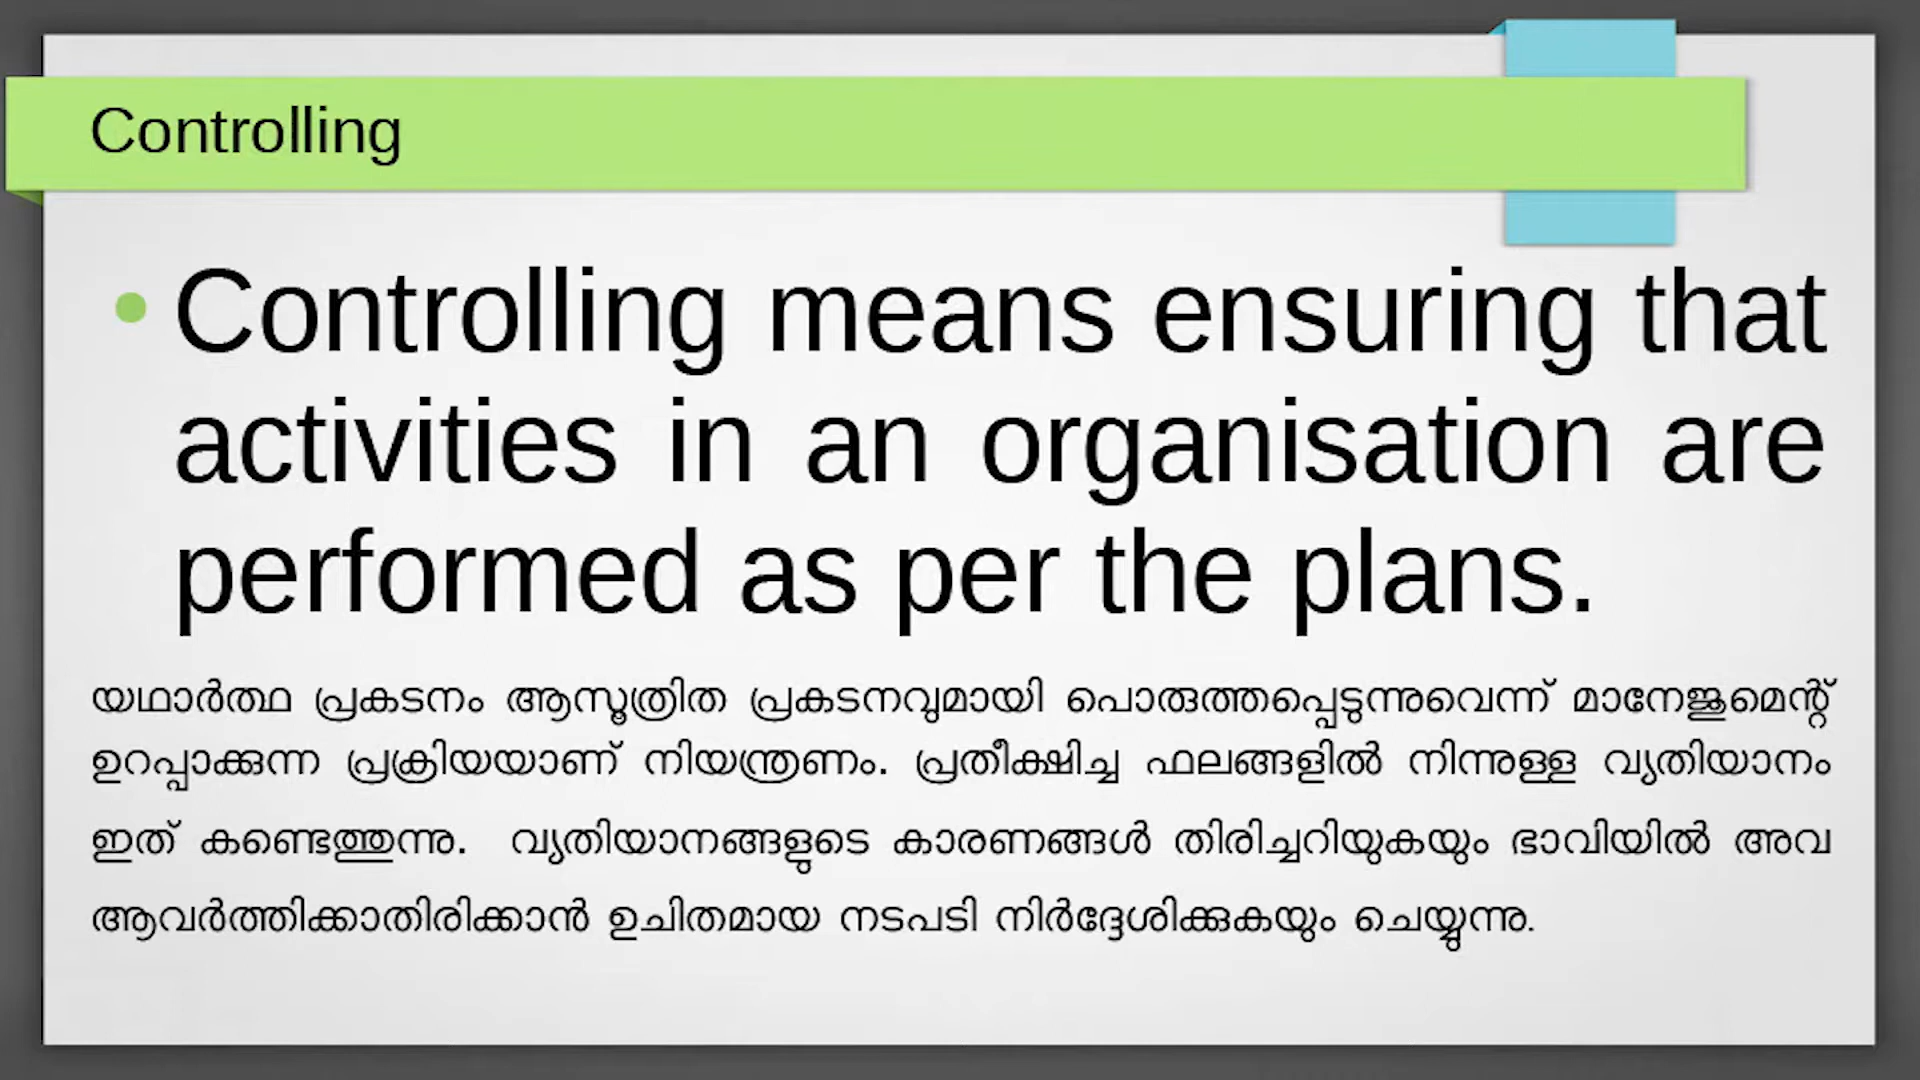 Controlling
• Controlling means ensuring that
activities in an organisation are
performed as per the plans.
യഥാർത്ഥ പ്രകടനം ആസൂത്രിത പ്രകടനവുമായി പൊരുത്തപ്പെടുന്നുവെന്ന് മാനേജുമെന്റ്
ഉറപ്പാക്കുന്ന പ്രക്രിയയാണ് നിയന്ത്രണം. പ്രതീക്ഷിച്ച ഫലങ്ങളിൽ നിന്നുള്ള വ്യതിയാനം
ഇത് കണ്ടെത്തുന്നു. വ്യതിയാനങ്ങളുടെ കാരണങ്ങൾ തിരിച്ചറിയുകയും ഭാവിയിൽ അവ
ആവർത്തിക്കാതിരിക്കാൻ ഉചിതമായ നടപടി നിർദ്ദേശിക്കുകയും ചെയ്യുന്നു.